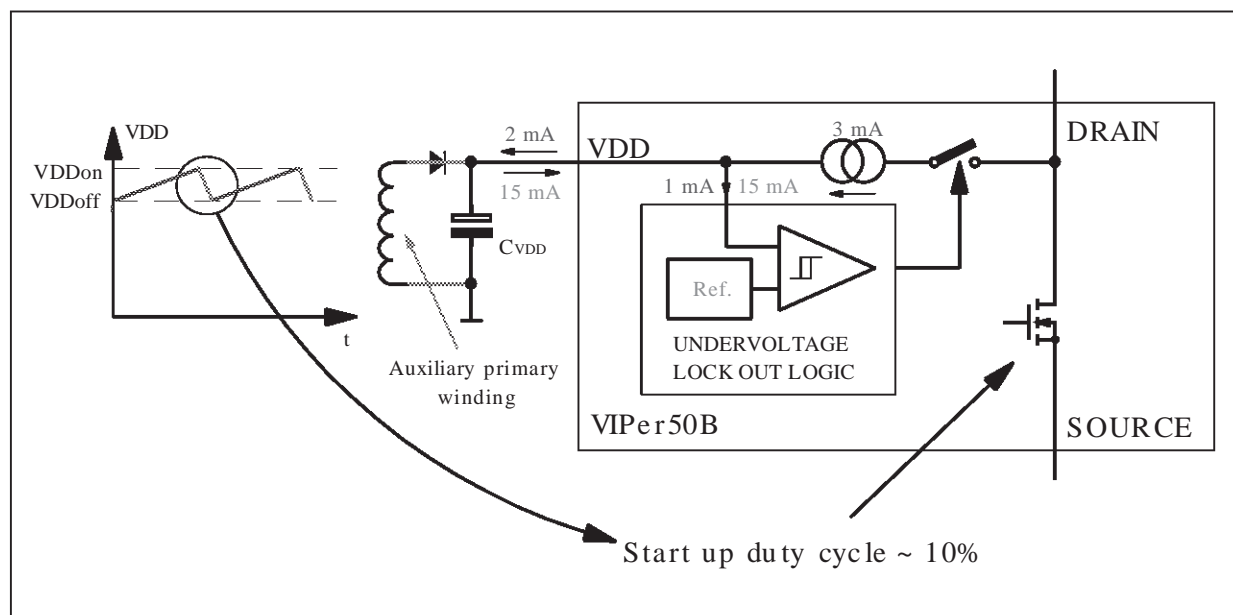 VDD
VDDon
VDDoff
t
Auxiliary primary
winding
CVDD
2 mA
15 mA
VDD
3 mA
1 mA
15 mA
Ref.
UNDERVOLTAGE
LOCK OUT LOGIC
VIPer50B
DRAIN
SOURCE
Start up duty cycle ~ 10%